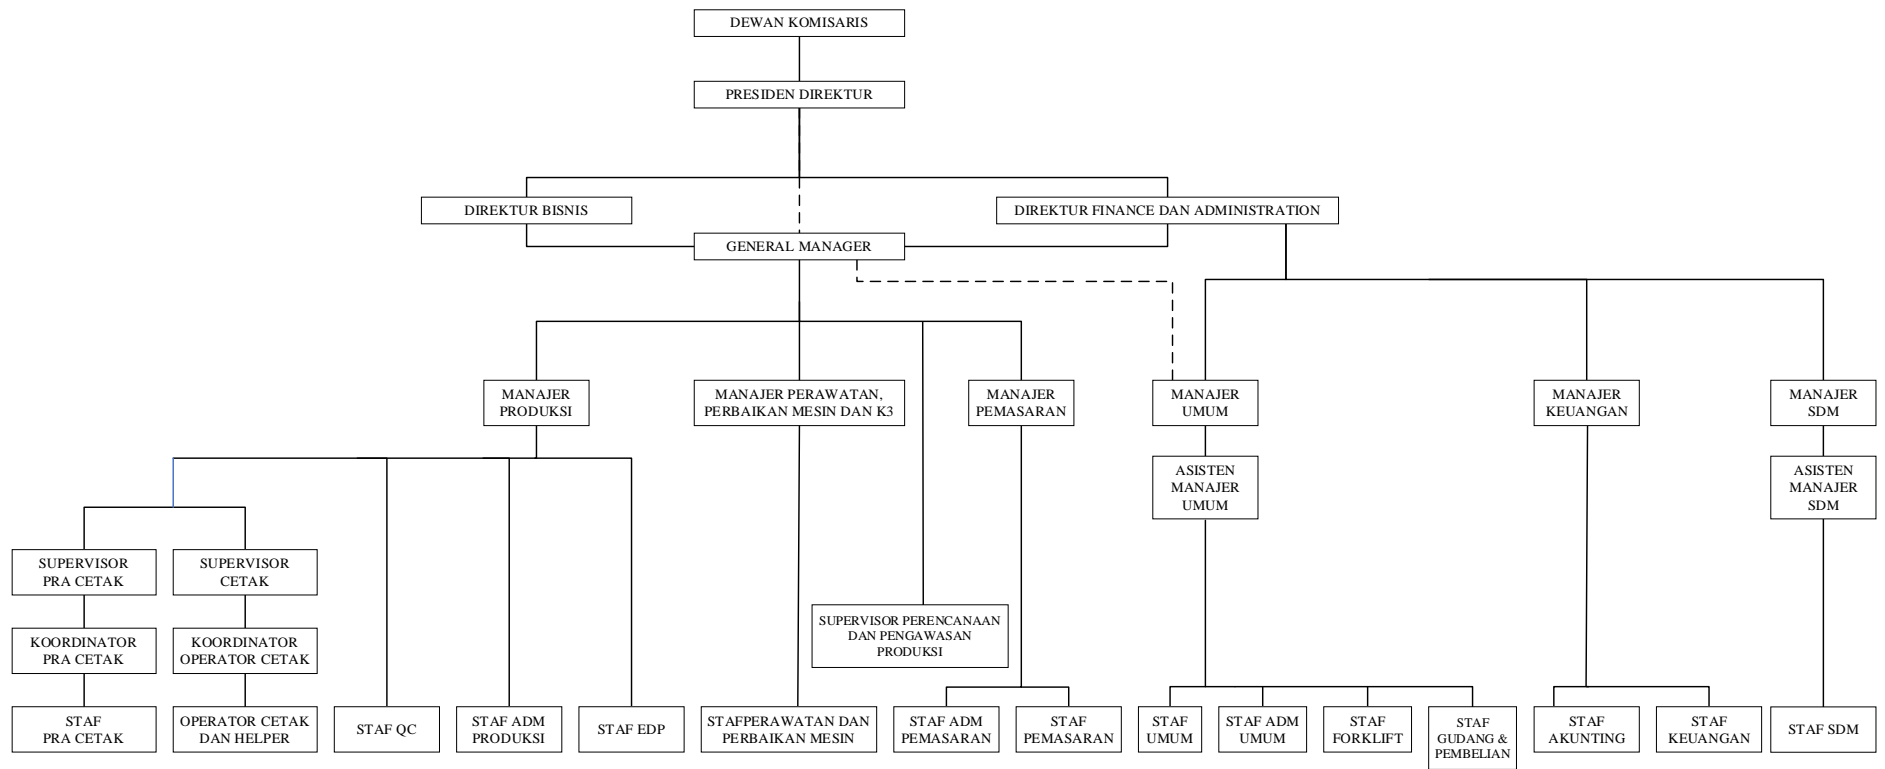 DEWAN KOMISARIS
PRESIDEN DIREKTUR
DIREKTUR BISNIS
DIREKTUR FINANCE DAN ADMINISTRATION
GENERAL MANAGER
MANAJER
PRODUKSI
MANAJER PERAWATAN,
PERBAIKAN MESIN DAN K3
MANAJER
PEMASARAN
MANAJER
UMUM
MANAJER
KEUANGAN
MANAJER
SDM
ASISTEN
MANAJER
UMUM
ASISTEN
MANAJER
SDM
SUPERVISOR
PRA CETAK
SUPERVISOR
CETAK
KOORDINATOR
PRA CETAK
KOORDINATOR
OPERATOR CETAK
SUPERVISOR PERENCANAAN
DAN PENGAWASAN
PRODUKSI
STAF
PRA CETAK
OPERATOR CETAK
DAN HELPER
STAF QC
STAF ADM
PRODUKSI
STAF EDP
STAFPERAWATAN DAN
PERBAIKAN MESIN
STAF ADM
PEMASARAN
STAF
PEMASARAN
STAF
UMUM
STAF ADM
UMUM
STAF
FORKLIFT
STAF
GUDANG &
PEMBELIAN
STAF
AKUNTING
STAF
KEUANGAN
STAF SDM